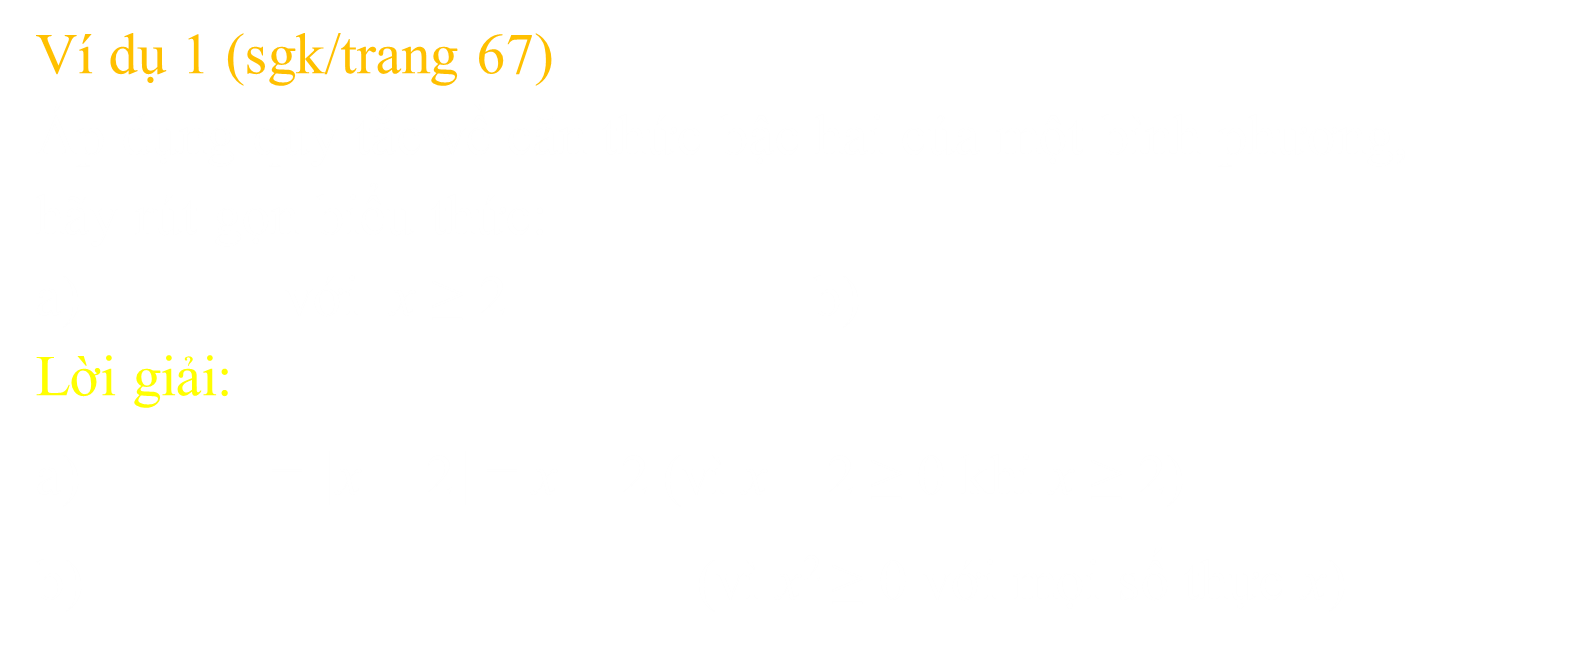 Ví dụ 1 (sgk/trang 67)
Lời giải: